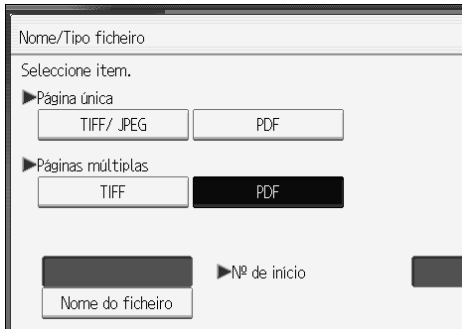 Nome/Tipo ficheiro
Seleccione item.
►Página única
TIFF/ JPEG PDF
►Páginas múltiplas
TIFF PDF
►Nº de início
Nome do ficheiro